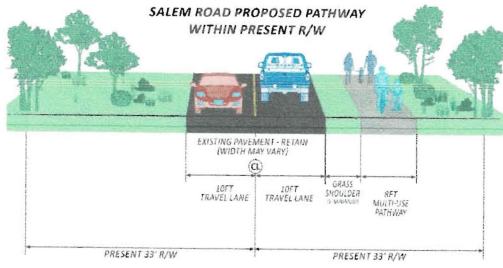 SALEM ROAD PROPOSED PATHWAY
WITHIN PRESENT R/W
EXISTING PAVEMENT - RETAIN
(WIDTH MAY VARY)
CL
10FT
TRAVEL LANE
10FT
TRAVEL LANE
GRASS
SHOULDER
8FT
MULTI-USE
PATHWAY
PRESENT 33' R/W
PRESENT 33' R/W